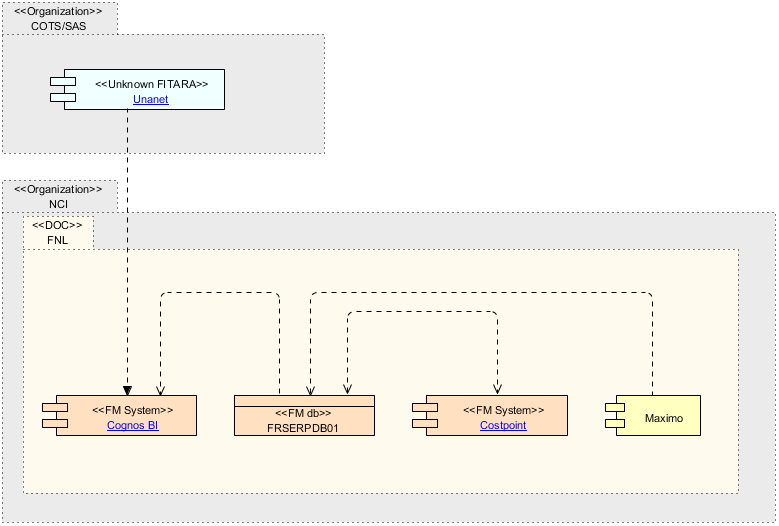 <<Organization>>
COTS/SAS
<<Unknown FITARA>>
Unanet
<<Organization>>
NCI
<<DOC>>
FNL
<<FM System>>
Cognos BI
<<FM db>>
FRSERPDB01
<<FM System>>
Costpoint
Maximo